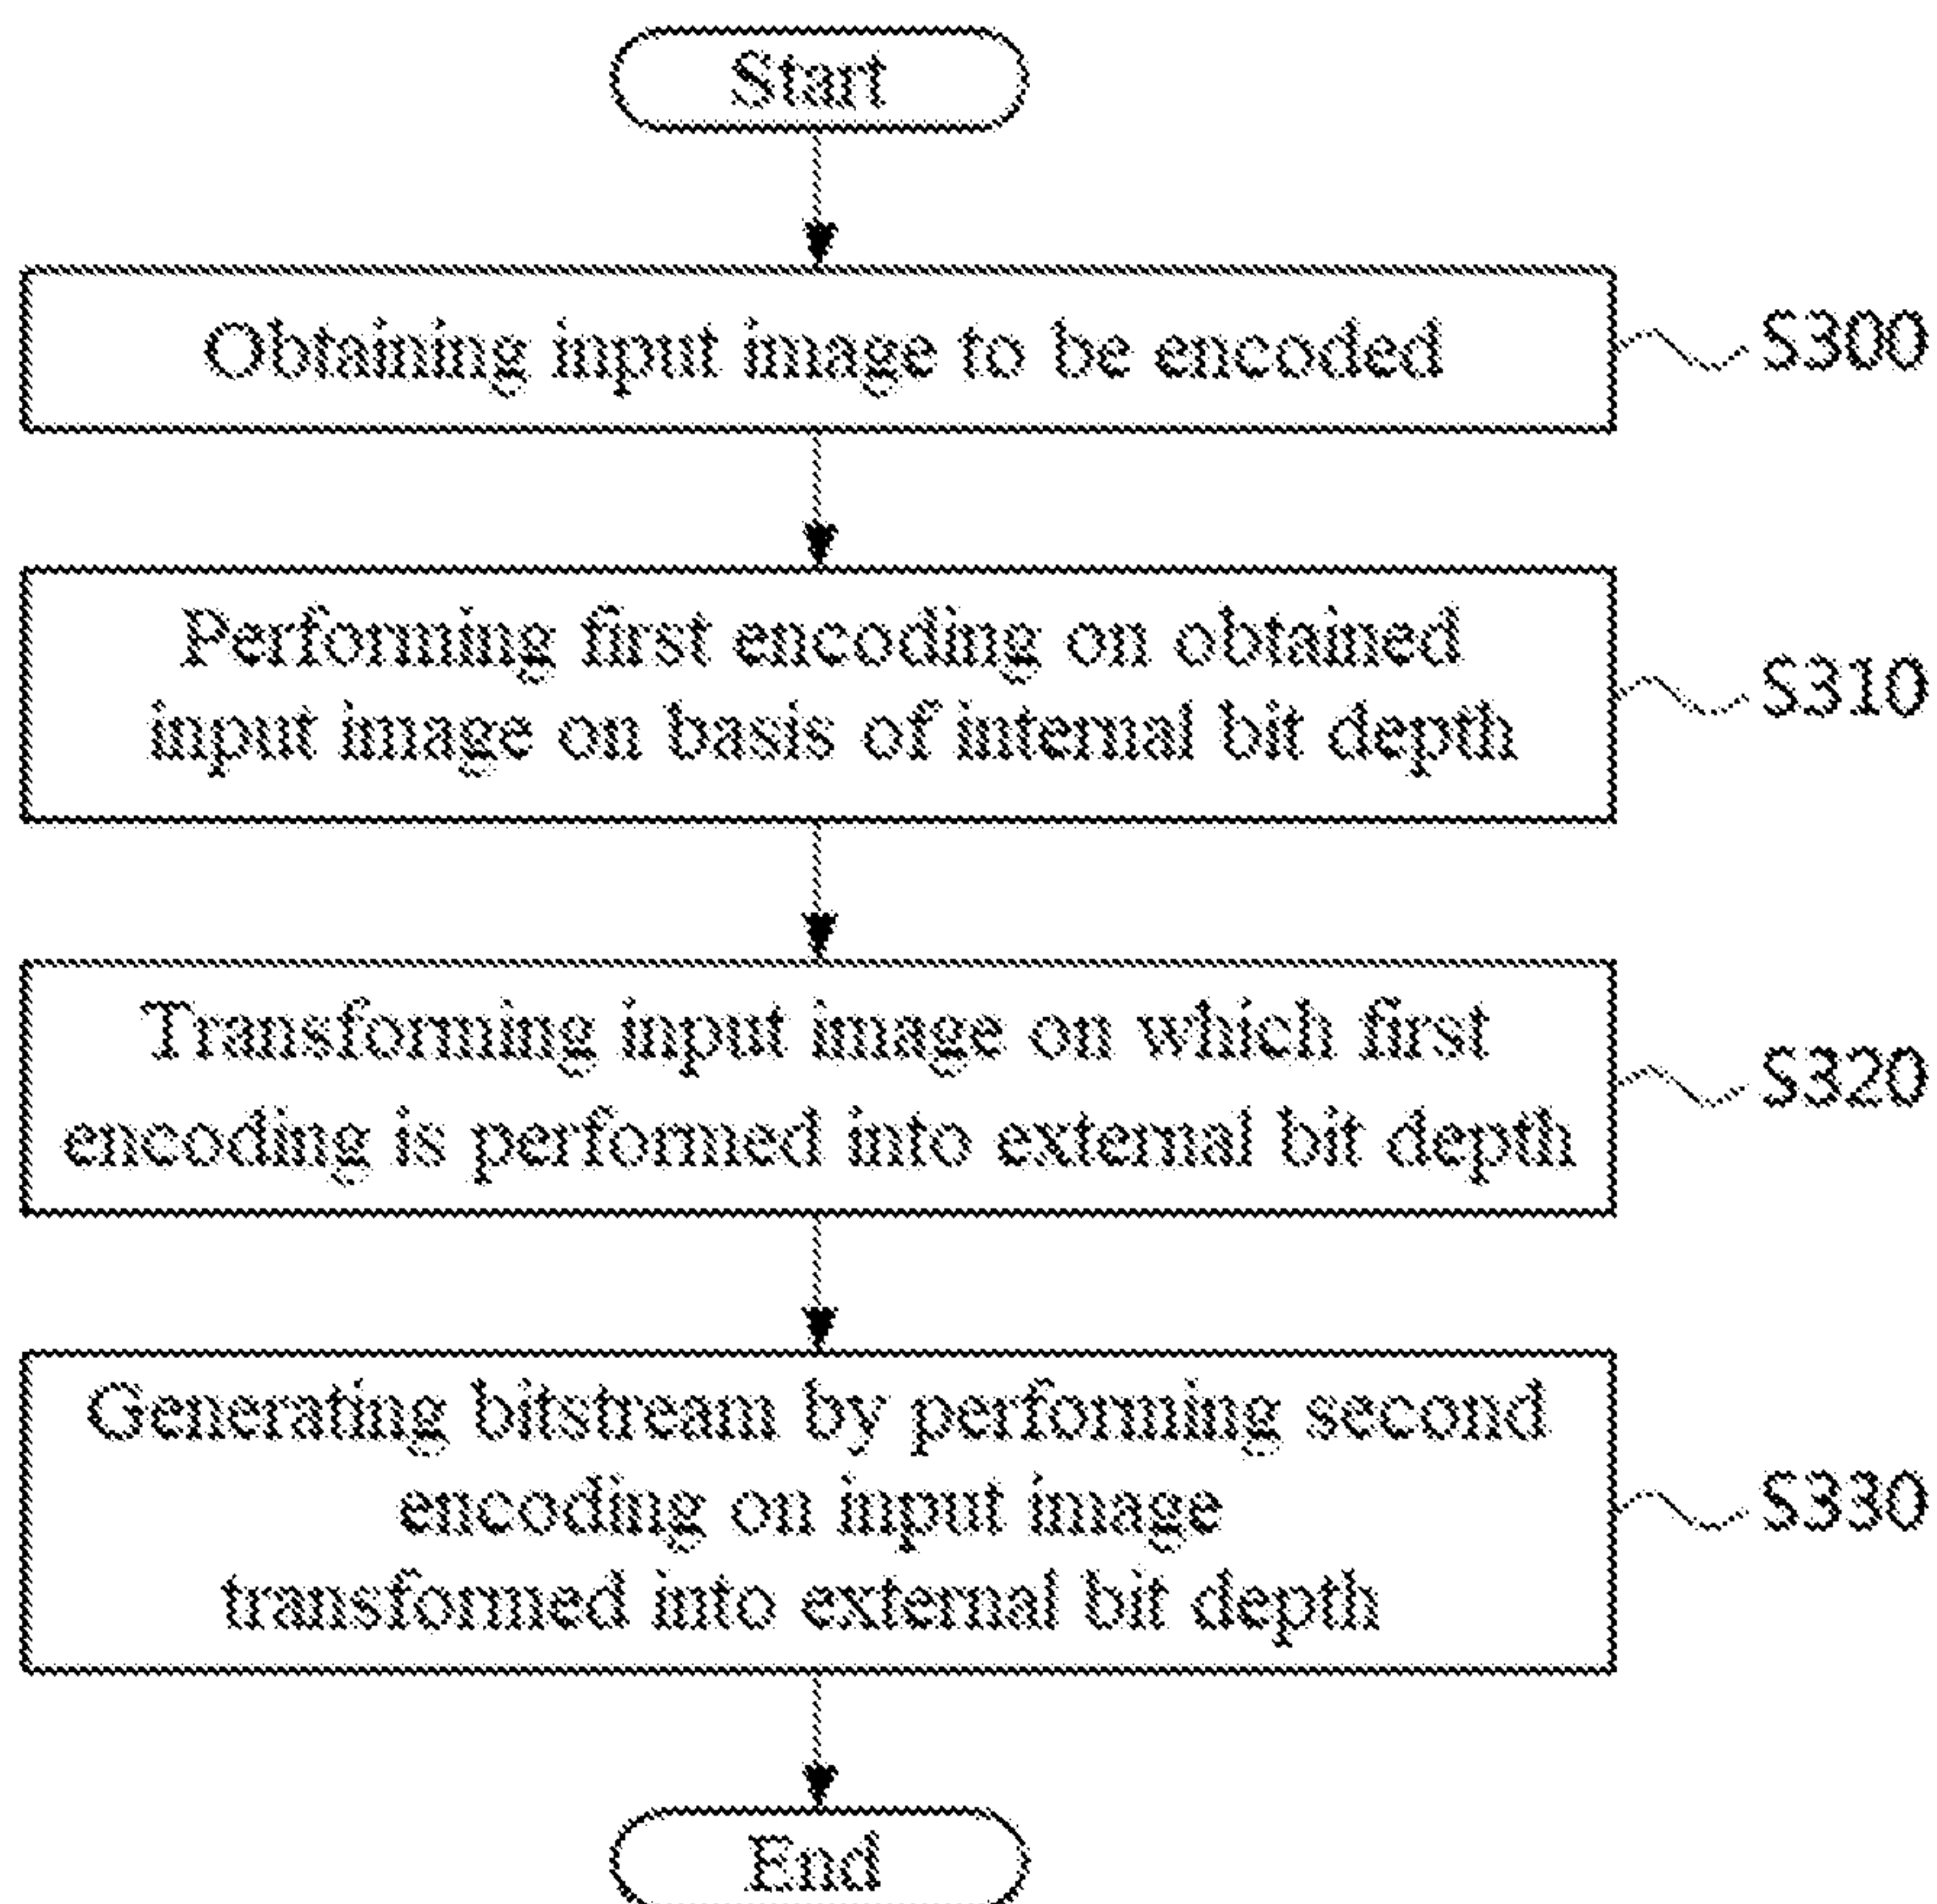 Start
Obtaining input image to be encoded
S300
Performing first encoding on obtained
input image on basis of internal bit depth
S310
Transforming input image on which first
encoding is performed into external bit depth
S320
Generating bitstream by performing second
encoding on input image
transformed into external bit depth
S330
End